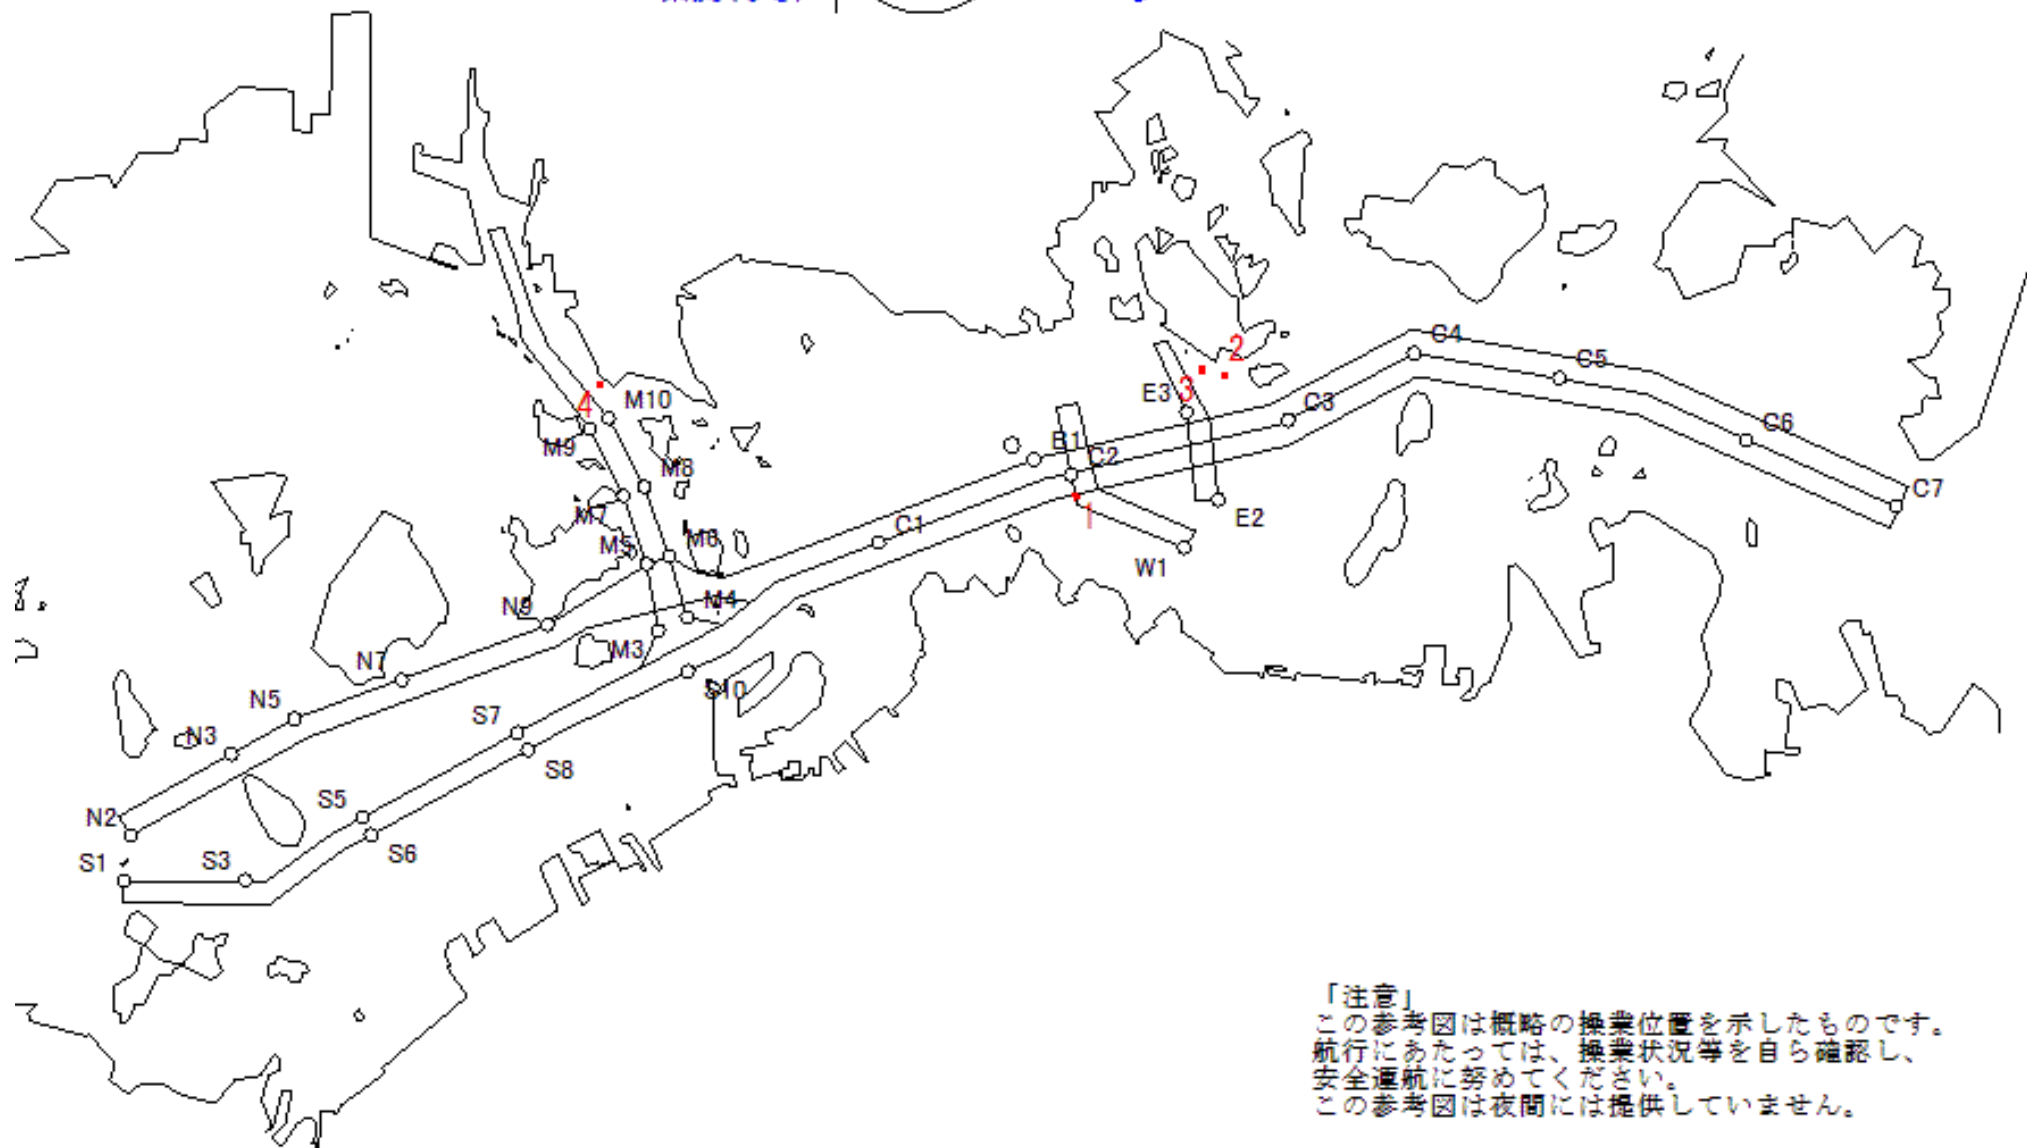 C4
2
C5
3
E3
4
M10
C3
C6
M9
B1
C2
M8
C7
M7
1
E2
C1
M5
M6
W1
N9
M4
M3
N7
S10
N5
S7
N3
S8
S5
N2
S6
S1
S3
「注意」
この参考図は概略の操業位置を示したものです。
航行にあたっては、操業状況等を自ら確認し、
安全運航に努めてください。
この参考図は夜間には提供していません。